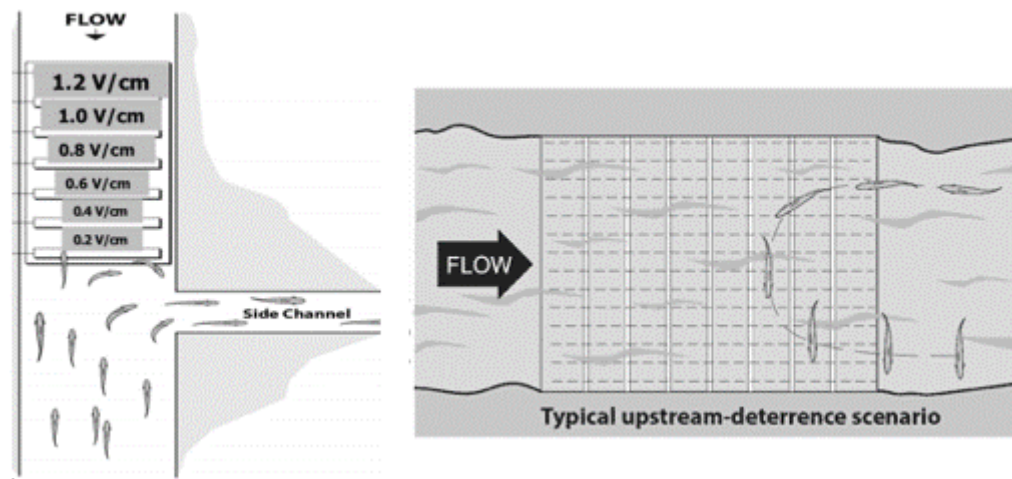 FLOW
1.2 V/cm
1.0 V/cm
0.8 V/cm
0.6 V/cm
0.4 V/cm
0.2 V/cm
Side Channel
FLOW
Typical upstream-deterrence scenario